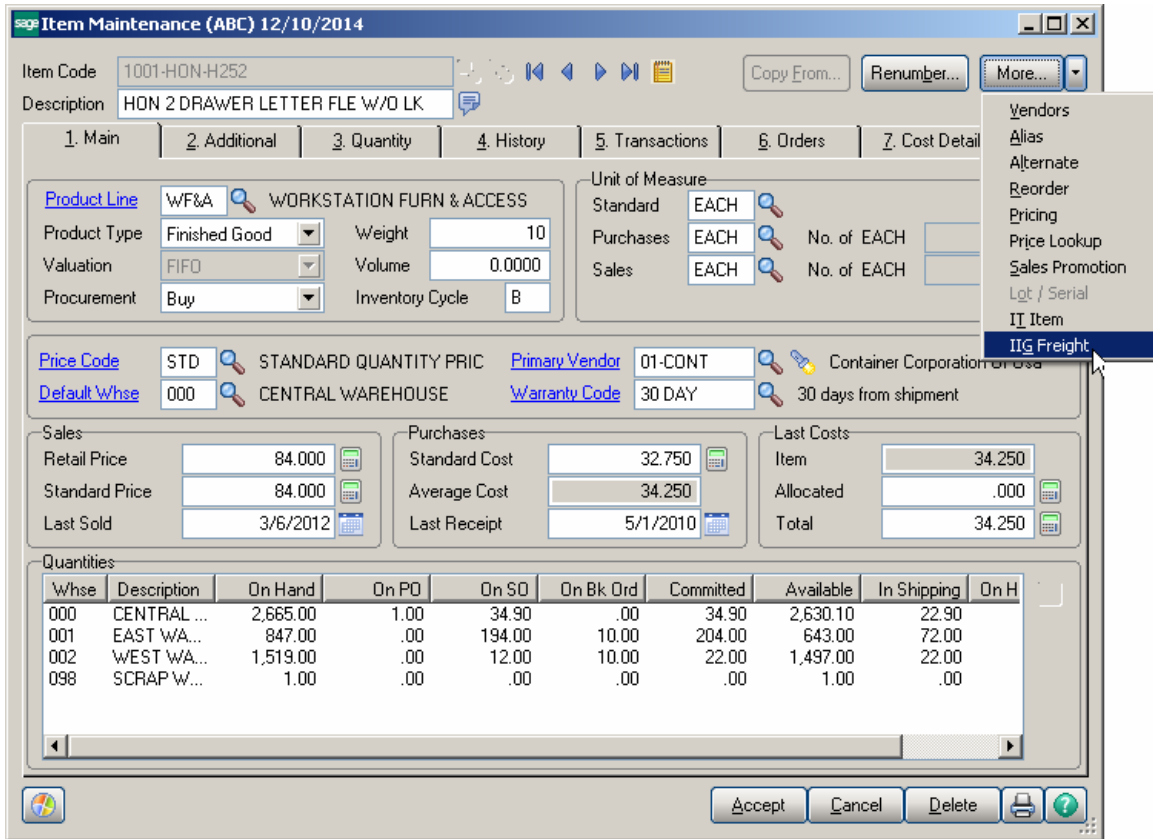 sage Item Maintenance (ABC) 12/10/2014
Item Code 1001-HON-H252 Copy From... Renumber... More...
Description HON 2 DRAWER LETTER FLE W/O LK
Vendors
Alias
Alternate
Reorder
Pricing
Price Lookup
Sales Promotion
Lot / Serial
IT Item
IIG Freight
1. Main 2. Additional 3. Quantity 4. History 5. Transactions 6. Orders 7. Cost Detail
Product Line WF&A WORKSTATION FURN & ACCESS
Product Type Finished Good Weight 10
Valuation FIFO Volume 0.0000
Procurement Buy Inventory Cycle B
Unit of Measure
Standard EACH
Purchases EACH No. of EACH
Sales EACH No. of EACH
Price Code STD STANDARD QUANTITY PRIC Primary Vendor 01-CONT Container Corporation Of Usa
Default Whse 000 CENTRAL WAREHOUSE Warranty Code 30 DAY 30 days from shipment
Sales
Retail Price 84.000
Standard Price 84.000
Last Sold 3/6/2012
Purchases
Standard Cost 32.750
Average Cost 34.250
Last Receipt 5/1/2010
Last Costs
Item 34.250
Allocated .000
Total 34.250
Quantities
Whse Description On Hand On PO On SO On Bk Ord Committed Available In Shipping On H
000 CENTRAL ... 2,665.00 1.00 34.90 .00 34.90 2,630.10 22.90
001 EAST WA... 847.00 .00 194.00 10.00 204.00 643.00 72.00
002 WEST WA... 1,519.00 .00 12.00 10.00 22.00 1,497.00 22.00
098 SCRAP W... 1.00 .00 .00 .00 .00 1.00 .00
Accept Cancel Delete